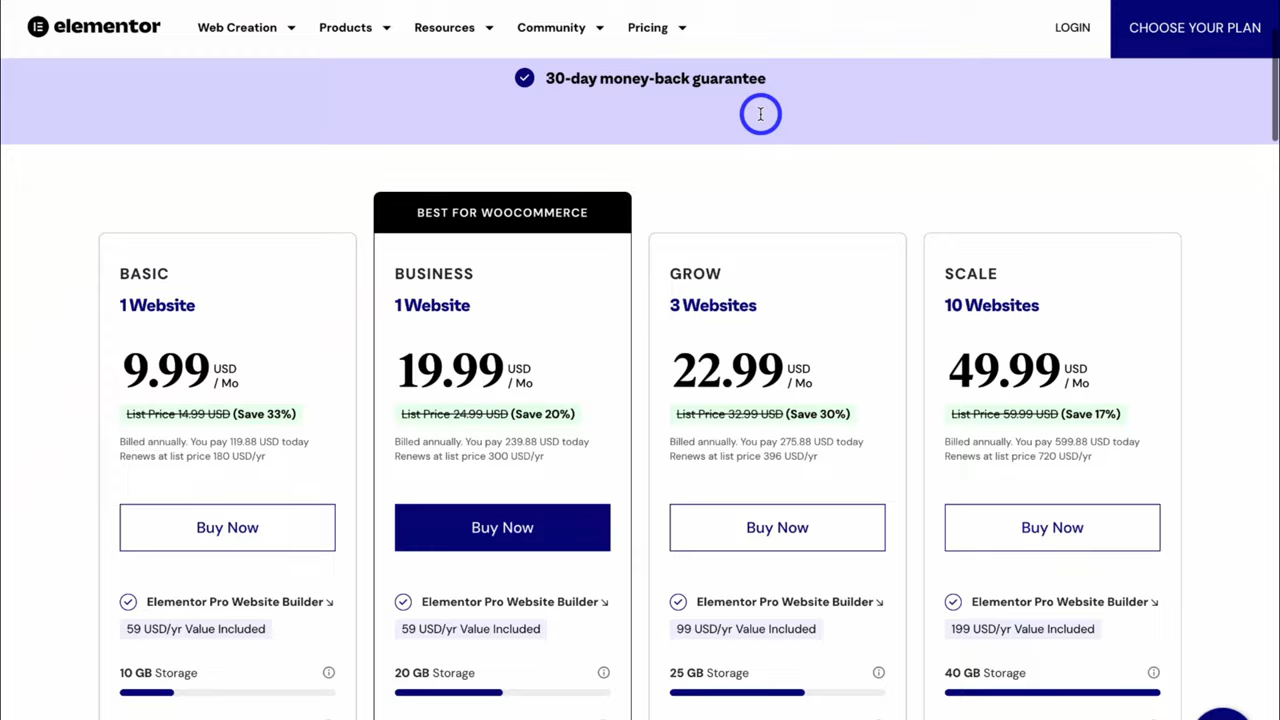 elementor
Web Creation Products Resources Community Pricing LOGIN CHOOSE YOUR PLAN
30-day money-back guarantee
BEST FOR WOOCOMMERCE
BASIC
1 Website
9.99 USD / Mo
List Price 14.99 USD (Save 33%)
Billed annually. You pay 119.88 USD today
Renews at list price 180 USD/yr
Buy Now
Elementor Pro Website Builder
59 USD/yr Value Included
10 GB Storage
BUSINESS
1 Website
19.99 USD / Mo
List Price 24.99 USD (Save 20%)
Billed annually. You pay 239.88 USD today
Renews at list price 300 USD/yr
Buy Now
Elementor Pro Website Builder
59 USD/yr Value Included
20 GB Storage
GROW
3 Websites
22.99 USD / Mo
List Price 32.99 USD (Save 30%)
Billed annually. You pay 275.88 USD today
Renews at list price 396 USD/yr
Buy Now
Elementor Pro Website Builder
99 USD/yr Value Included
25 GB Storage
SCALE
10 Websites
49.99 USD / Mo
List Price 59.99 USD (Save 17%)
Billed annually. You pay 599.88 USD today
Renews at list price 720 USD/yr
Buy Now
Elementor Pro Website Builder
199 USD/yr Value Included
40 GB Storage